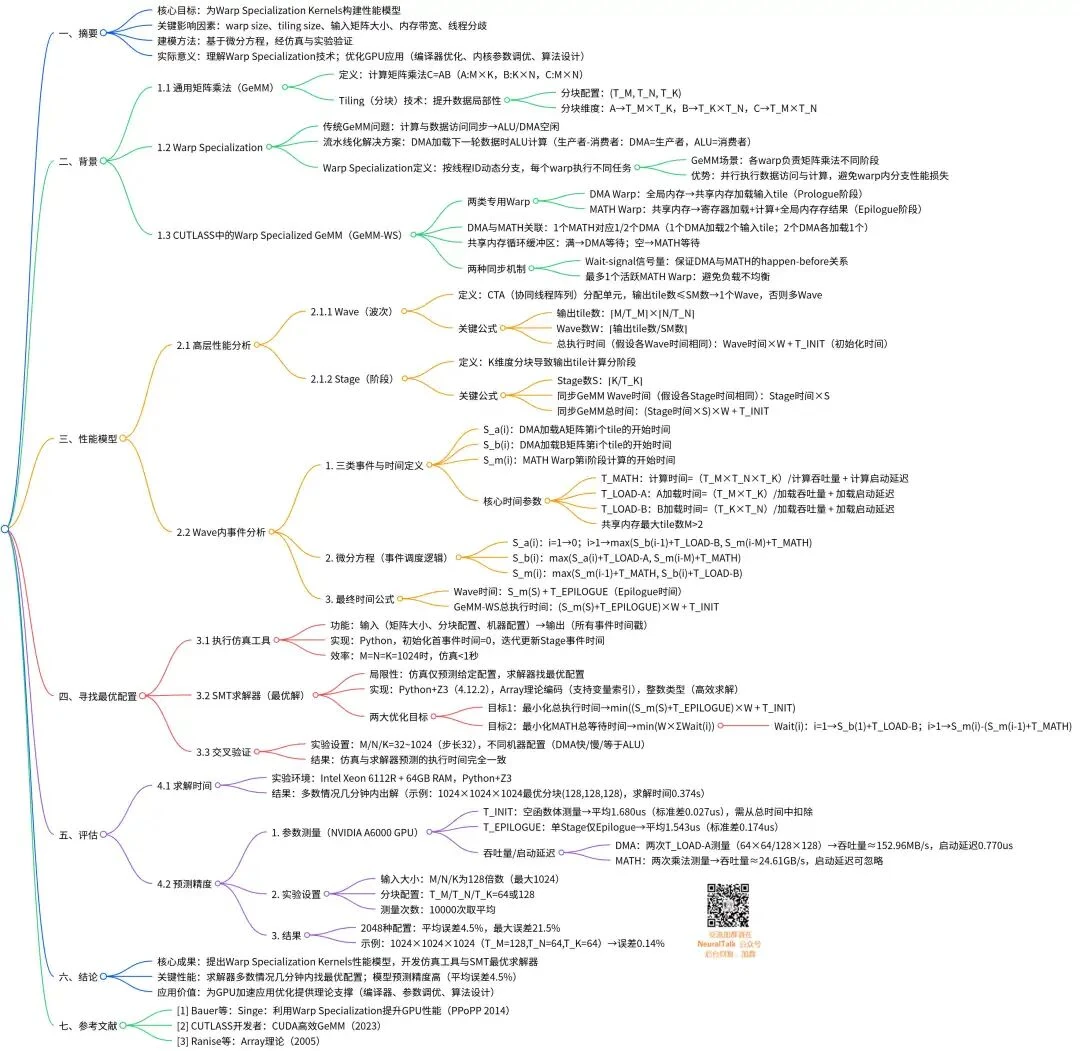 一、摘要
核心目标：为Warp Specialization Kernels构建性能模型
关键影响因素：warp size、tiling size、输入矩阵大小、内存带宽、线程分歧
建模方法：基于微分方程，经仿真与实验验证
实际意义：理解Warp Specialization技术；优化GPU应用（编译器优化、内核参数调优、算法设计）
二、背景
1.1 通用矩阵乘法（GeMM）
定义：计算矩阵乘法C=AB（A:M×K，B:K×N，C:M×N）
Tiling（分块）技术：提升数据局部性
分块配置：(T_M, T_N, T_K)
分块维度：A→T_M×T_K，B→T_K×T_N，C→T_M×T_N
1.2 Warp Specialization
传统GeMM问题：计算与数据访问同步→ALU/DMA空闲
流水线化解决方案：DMA加载下一轮数据时ALU计算（生产者-消费者：DMA=生产者，ALU=消费者）
Warp Specialization定义：按线程ID动态分支，每个warp执行不同任务
GeMM场景：各warp负责矩阵乘法不同阶段
优势：并行执行数据访问与计算，避免warp内分支性能损失
1.3 CUTLASS中的Warp Specialized GeMM（GeMM-WS）
两类专用Warp
DMA Warp：全局内存→共享内存加载输入tile（Prologue阶段）
MATH Warp：共享内存→寄存器加载+计算+全局内存存结果（Epilogue阶段）
DMA与MATH关联：1个MATH对应1/2个DMA（1个DMA加载2个输入tile；2个DMA各加载1个）
共享内存循环缓冲区：满→DMA等待；空→MATH等待
两种同步机制
Wait-signal信号量：保证DMA与MATH的happen-before关系
最多1个活跃MATH Warp：避免负载不均衡
三、性能模型
2.1 高层性能分析
2.1.1 Wave（波次）
定义：CTA（协同线程阵列）分配单元，输出tile数≤SM数→1个Wave，否则多Wave
关键公式
输出tile数：⌈M/T_M⌉×⌈N/T_N⌉
Wave数W：⌈输出tile数/SM数⌉
总执行时间（假设各Wave时间相同）：Wave时间×W + T_INIT（初始化时间）
2.1.2 Stage（阶段）
定义：K维度分块导致输出tile计算分阶段
关键公式
Stage数S：⌈K/T_K⌉
同步GeMM Wave时间（假设各Stage时间相同）：Stage时间×S
同步GeMM总时间：(Stage时间×S)×W + T_INIT
2.2 Wave内事件分析
1. 三类事件与时间定义
S_a(i)：DMA加载A矩阵第i个tile的开始时间
S_b(i)：DMA加载B矩阵第i个tile的开始时间
S_m(i)：MATH Warp第i阶段计算的开始时间
核心时间参数
T_MATH：计算时间=（T_M×T_N×T_K）/计算吞吐量 + 计算启动延迟
T_LOAD-A：A加载时间=（T_M×T_K）/加载吞吐量 + 加载启动延迟
T_LOAD-B：B加载时间=（T_K×T_N）/加载吞吐量 + 加载启动延迟
共享内存最大tile数M>2
2. 微分方程（事件调度逻辑）
S_a(i)：i=1→0；i>1→max(S_b(i-1)+T_LOAD-B, S_m(i-M)+T_MATH)
S_b(i)：max(S_a(i)+T_LOAD-A, S_m(i-M)+T_MATH)
S_m(i)：max(S_m(i-1)+T_MATH, S_b(i)+T_LOAD-B)
3. 最终时间公式
Wave时间：S_m(S) + T_EPILOGUE（Epilogue时间）
GeMM-WS总执行时间：(S_m(S)+T_EPILOGUE)×W + T_INIT
四、寻找最优配置
3.1 执行仿真工具
功能：输入（矩阵大小、分块配置、机器配置）→输出（所有事件时间戳）
实现：Python，初始化首事件时间=0，迭代更新Stage事件时间
效率：M=N=K=1024时，仿真<1秒
3.2 SMT求解器（最优解）
局限性：仿真仅预测给定配置，求解器找最优配置
实现：Python+Z3（4.12.2），Array理论编码（支持变量索引），整数类型（高效求解）
两大优化目标
目标1：最小化总执行时间→min((S_m(S)+T_EPILOGUE)×W + T_INIT)
目标2：最小化MATH总等待时间→min(W×ΣWait(i))
Wait(i)：i=1→S_b(1)+T_LOAD-B；i>1→S_m(i)-(S_m(i-1)+T_MATH)
3.3 交叉验证
实验设置：M/N/K=32~1024（步长32），不同机器配置（DMA快/慢/等于ALU）
结果：仿真与求解器预测的执行时间完全一致
五、评估
4.1 求解时间
实验环境：Intel Xeon 6112R + 64GB RAM，Python+Z3
结果：多数情况几分钟内出解（示例：1024×1024×1024最优分块(128,128,128)，求解时间0.374s）
4.2 预测精度
1. 参数测量（NVIDIA A6000 GPU）
T_INIT：空函数体测量→平均1.680us（标准差0.027us），需从总时间中扣除
T_EPILOGUE：单Stage仅Epilogue→平均1.543us（标准差0.174us）
吞吐量/启动延迟
DMA：两次T_LOAD-A测量（64×64/128×128）→吞吐量≈152.96MB/s，启动延迟0.770us
MATH：两次乘法测量→吞吐量≈24.61GB/s，启动延迟可忽略
2. 实验设置
输入大小：M/N/K为128倍数（最大1024）
分块配置：T_M/T_N/T_K=64或128
测量次数：10000次取平均
3. 结果
2048种配置：平均误差4.5%，最大误差21.5%
示例：1024×1024×1024（T_M=128,T_N=64,T_K=64）→误差0.14%
交流加群请在
NeuralTalk 公众号
后台回复：加群
六、结论
核心成果：提出Warp Specialization Kernels性能模型，开发仿真工具与SMT最优求解器
关键性能：求解器多数情况几分钟内找最优配置；模型预测精度高（平均误差4.5%）
应用价值：为GPU加速应用优化提供理论支撑（编译器、参数调优、算法设计）
七、参考文献
[1] Bauer等：Singe：利用Warp Specialization提升GPU性能（PPoPP 2014）
[2] CUTLASS开发者：CUDA高效GeMM（2023）
[3] Ranise等：Array理论（2005）